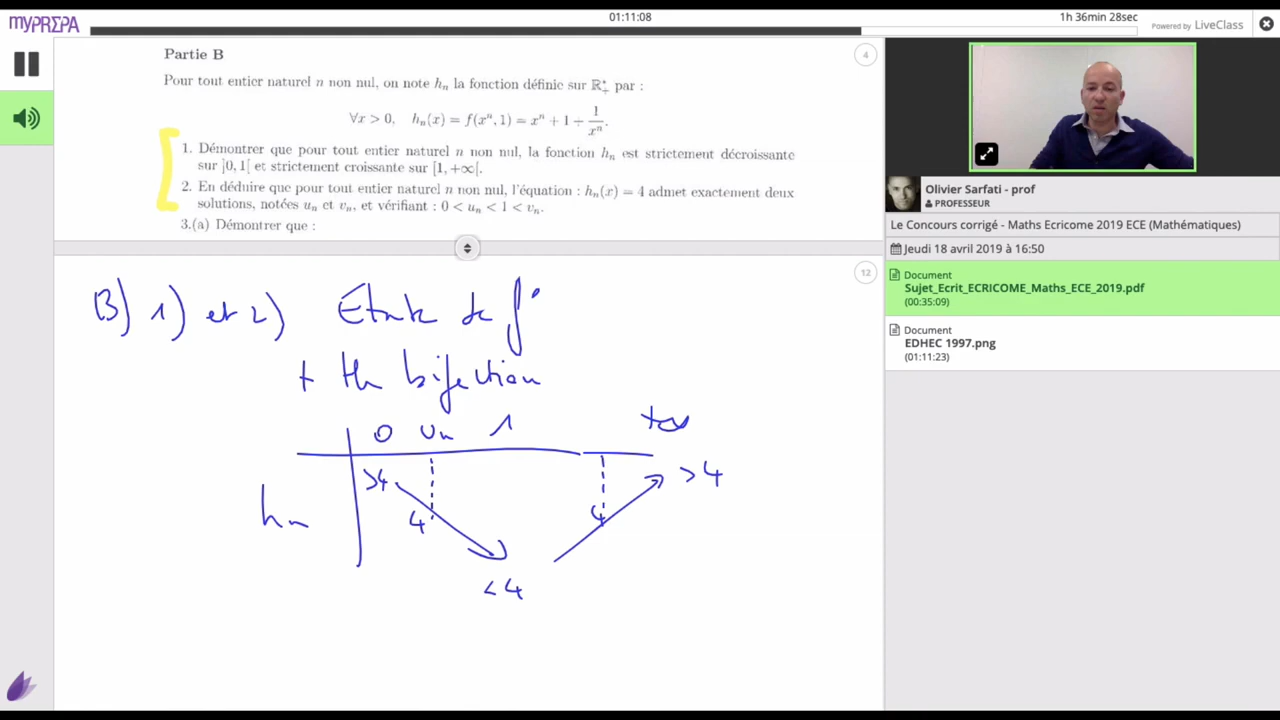 01:11:08
1h 36min 28sec
MYPREPA
Powered by LiveClass
Partie B
4
Pour tout entier naturel n non nul, on note hₙ la fonction définie sur ℝ₊* par :
∀x > 0, hₙ(x) = f(xⁿ, 1) = xⁿ + 1 + 1/xⁿ.
1. Démontrer que pour tout entier naturel n non nul, la fonction hₙ est strictement décroissante
sur ]0, 1[ et strictement croissante sur [1, +∞[.
2. En déduire que pour tout entier naturel n non nul, l'équation : hₙ(x) = 4 admet exactement deux
solutions, notées uₙ et vₙ, et vérifiant : 0 < uₙ < 1 < vₙ.
3.(a) Démontrer que :
12
B) 1) et 2) Etude de f°
+ th bijection
0 Un 1 +∞
hn
>4 >4
4 4
<4
Olivier Sarfati - prof
PROFESSEUR
Le Concours corrigé - Maths Ecricome 2019 ECE (Mathématiques)
Jeudi 18 avril 2019 à 16:50
Document
Sujet_Ecrit_ECRICOME_Maths_ECE_2019.pdf
(00:35:09)
Document
EDHEC 1997.png
(01:11:23)